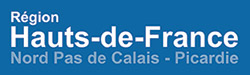 Région
Hauts-de-France
Nord Pas de Calais - Picardie